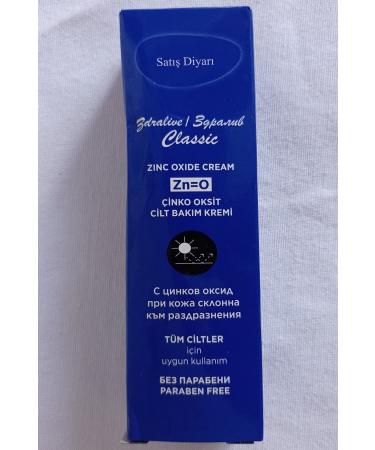 Satış Diyarı
Zdralive / Здралив
Classic
ZINC OXIDE CREAM
Zn=O
ÇİNKO OKSİT
CİLT BAKIM KREMİ
С цинков оксид
при кожа склонна
към раздразнения
TÜM CİLTLER
için
uygun kullanım
БЕЗ ПАРАБЕНИ
PARABEN FREE